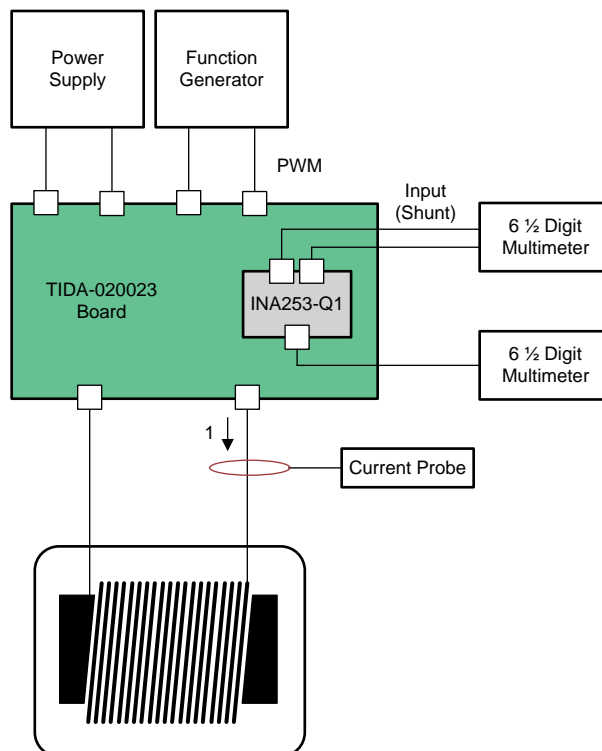 Power
Supply
Function
Generator
PWM
Input
(Shunt)
6 ½ Digit
Multimeter
TIDA-020023
Board
INA253-Q1
6 ½ Digit
Multimeter
1
Current Probe